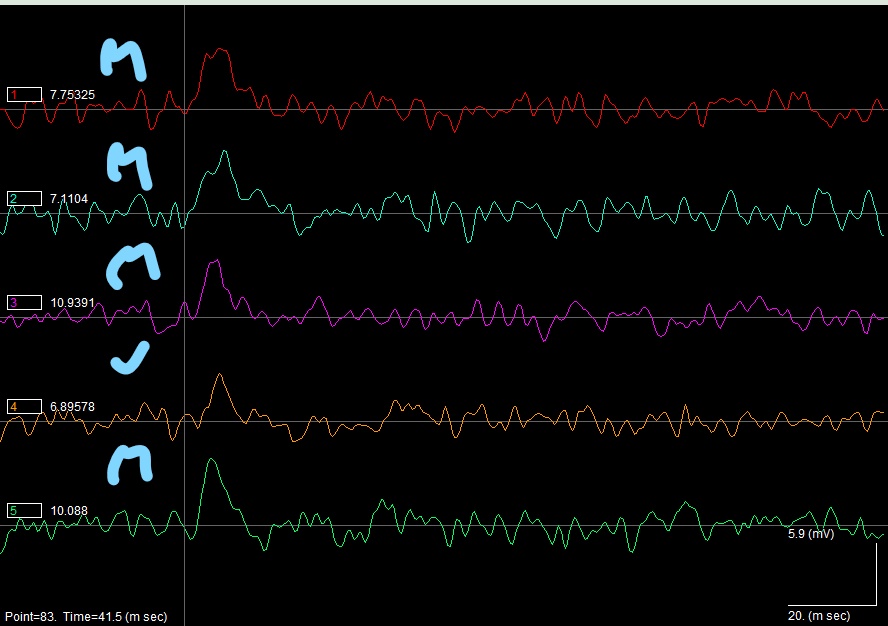 M
1 7.75325
M
2 7.1104
M
3 10.9391
✓
4 6.89578
M
5 10.088
5.9 (mV)
20. (m sec)
Point=83. Time=41.5 (m sec)